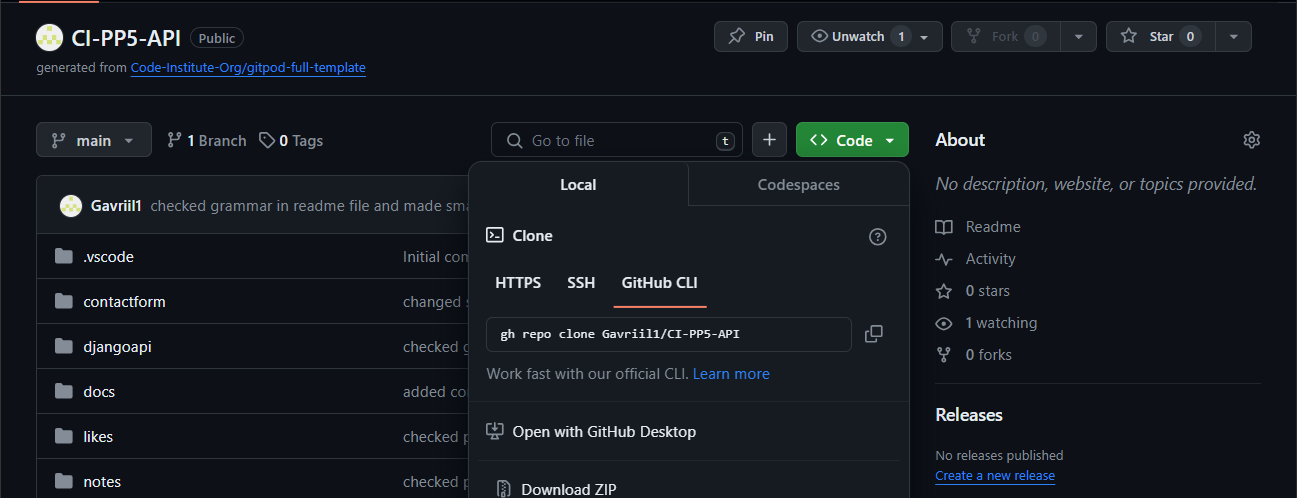 CI-PP5-API Public
Pin
Unwatch 1
Fork 0
Star 0
generated from Code-Institute-Org/gitpod-full-template
main
1 Branch
0 Tags
Go to file t
Code
About
No description, website, or topics provided.
Local
Codespaces
Gavriil1 checked grammar in readme file and made
Clone
Readme
.vscode Initial
HTTPS
SSH
GitHub CLI
Activity
contactform changed
0 stars
gh repo clone Gavriil1/CI-PP5-API
1 watching
djangoapi checked
0 forks
Work fast with our official CLI. Learn more
docs added
Releases
Open with GitHub Desktop
likes checked
No releases published
Create a new release
notes checked
Download ZIP